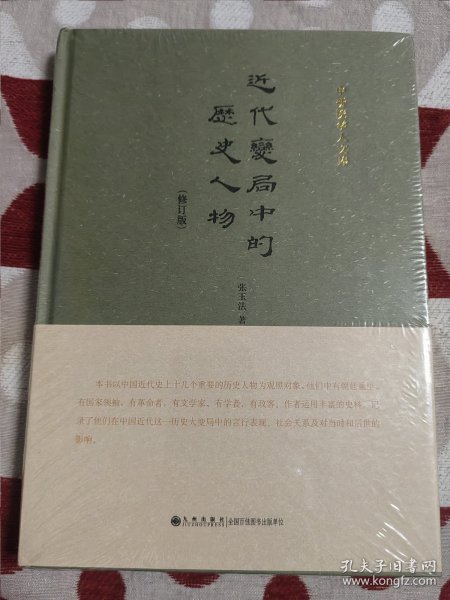 近代變局中的
歷史人物
(修订版)
张玉法 著
本书以中国近代史上十几个重要的历史人物为观照对象。他们中有朝廷重臣、
有国家领袖、有革命者、有文学家、有学者、有政客。作者运用丰富的史料，记
录了他们在中国近代这一历史大变局中的言行表现、社会关系及对当时和后世的
影响。
九州出版社
JIUZHOUPRESS
全国百佳图书出版单位
孔夫子旧书网
book.kongfz.com